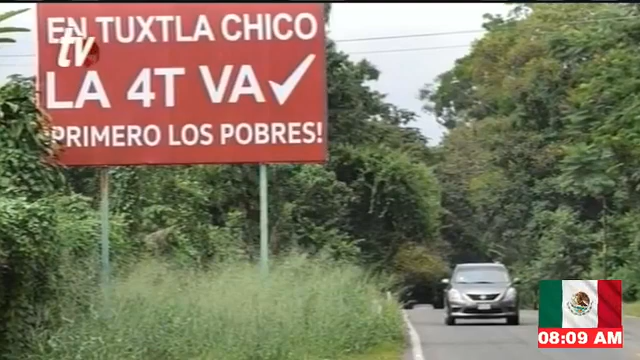 EN TUXTLA CHICO
tv
LA 4T VA
PRIMERO LOS POBRES!
08:09 AM